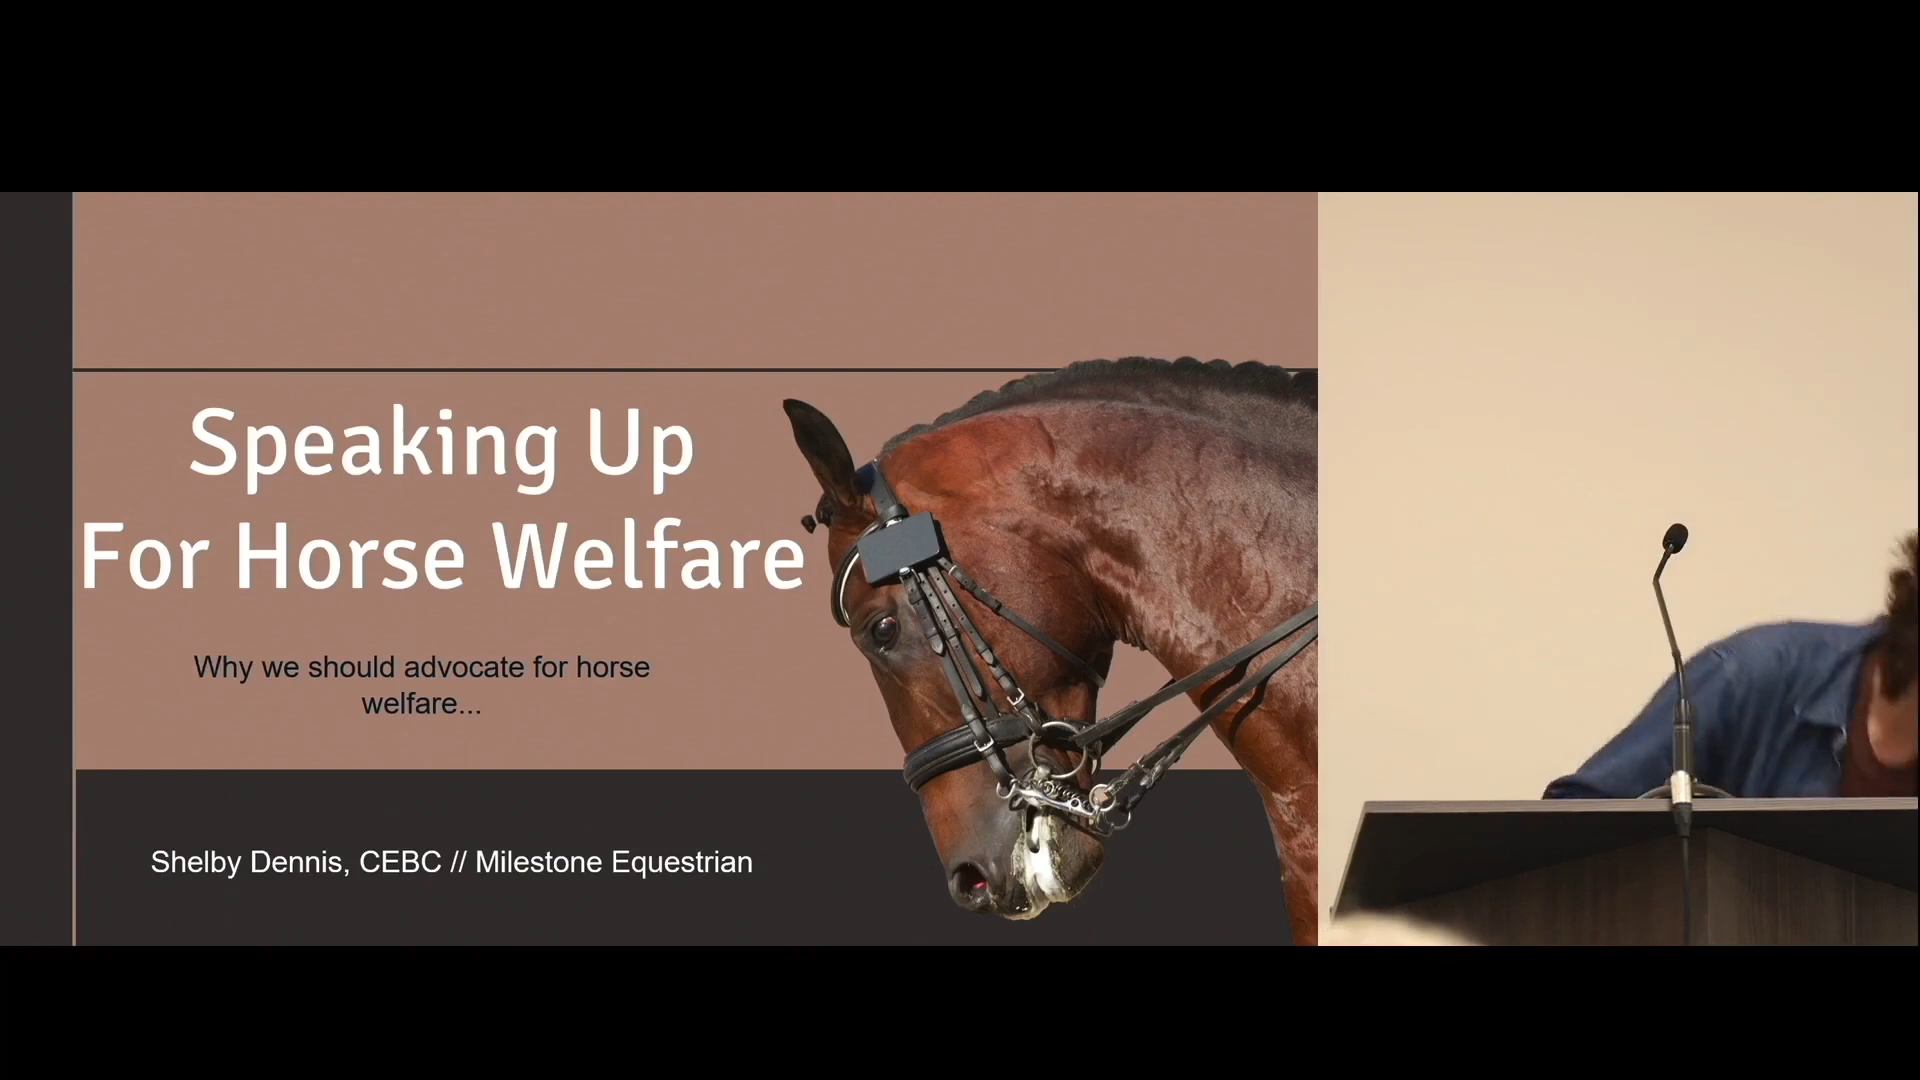 Speaking Up
For Horse Welfare
Why we should advocate for horse
welfare...
Shelby Dennis, CEBC // Milestone Equestrian